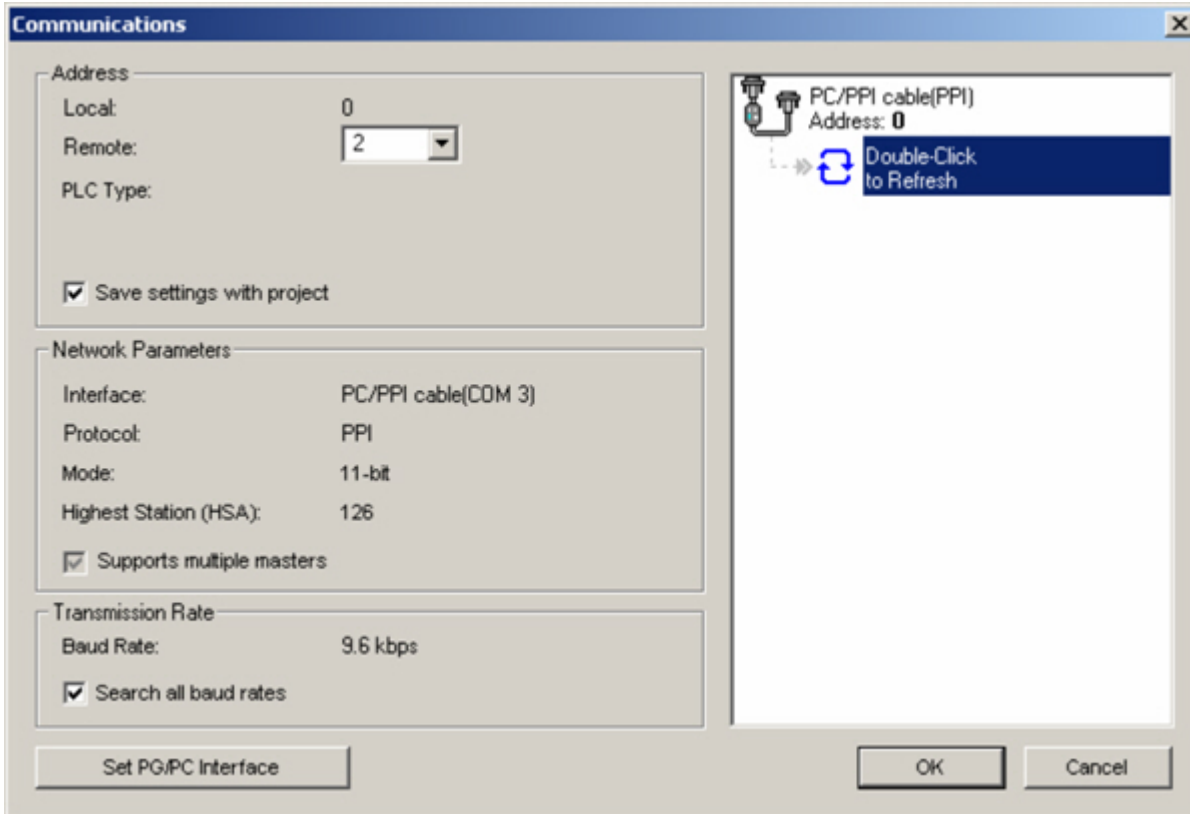 Communications
Address
Local: 0
Remote: 2
PLC Type:
Save settings with project
Network Parameters
Interface: PC/PPI cable(COM 3)
Protocol: PPI
Mode: 11-bit
Highest Station (HSA): 126
Supports multiple masters
Transmission Rate
Baud Rate: 9.6 kbps
Search all baud rates
Set PG/PC Interface
PC/PPI cable(PPI)
Address: 0
Double-Click
to Refresh
OK
Cancel